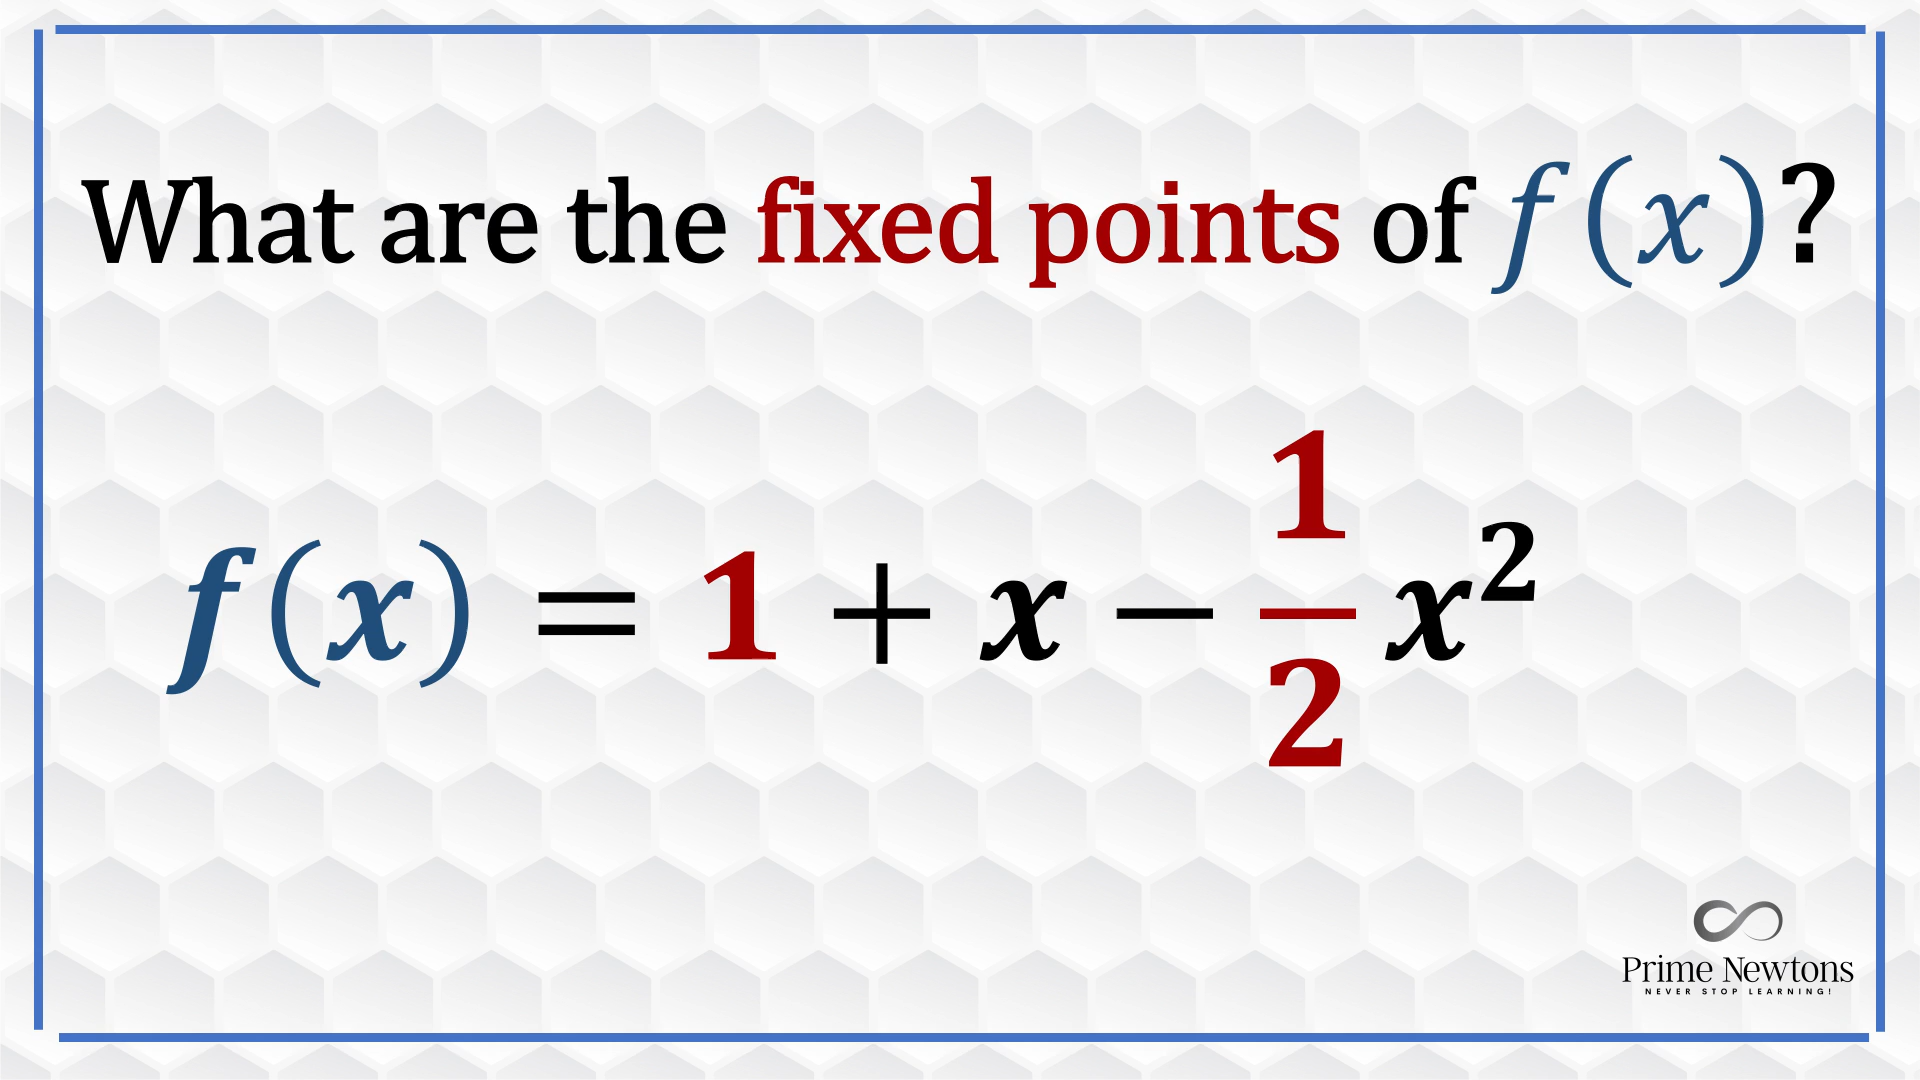 What are the fixed points of f(x)?
f(x) = 1 + x − 1/2 x²
Prime Newtons
NEVER STOP LEARNING!